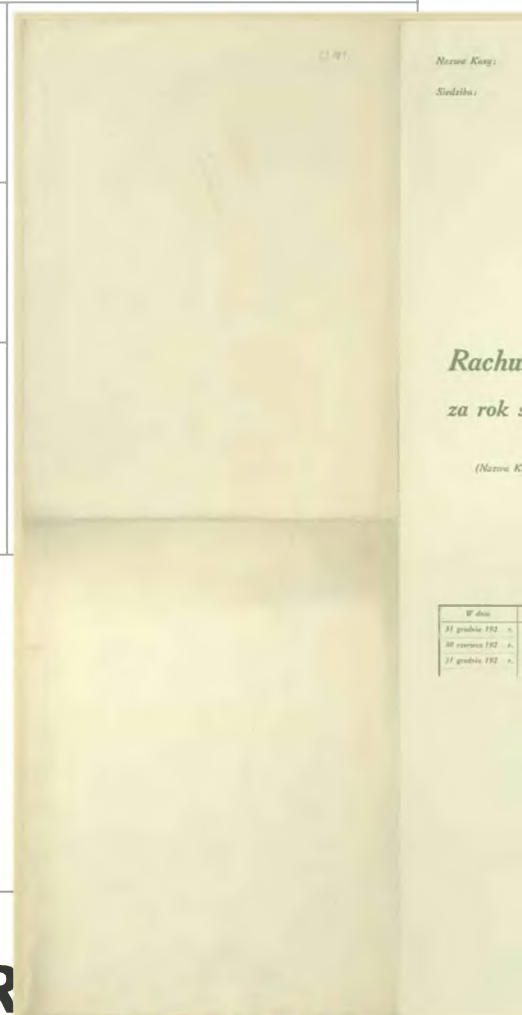 Nazwa Kasy:
Siedziba:
Rachu
za rok s
(Nazwa K
W dniu
31 grudnia 192 r.
30 czerwca 192 r.
31 grudnia 192 r.
R